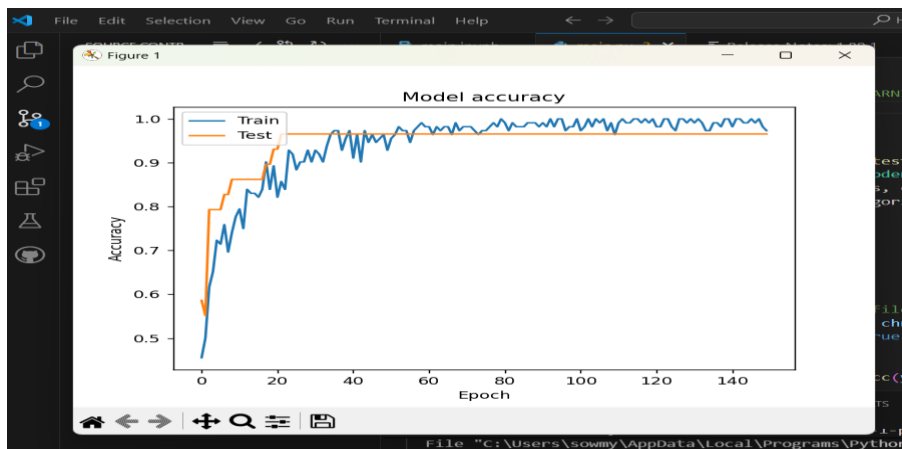 File Edit Selection View Go Run Terminal Help
Figure 1
Model accuracy
Train
Test
1.0
0.9
0.8
0.7
0.6
0.5
Accuracy
0 20 40 60 80 100 120 140
Epoch
1
File "C:\Users\sowmy\AppData\Local\Programs\Python